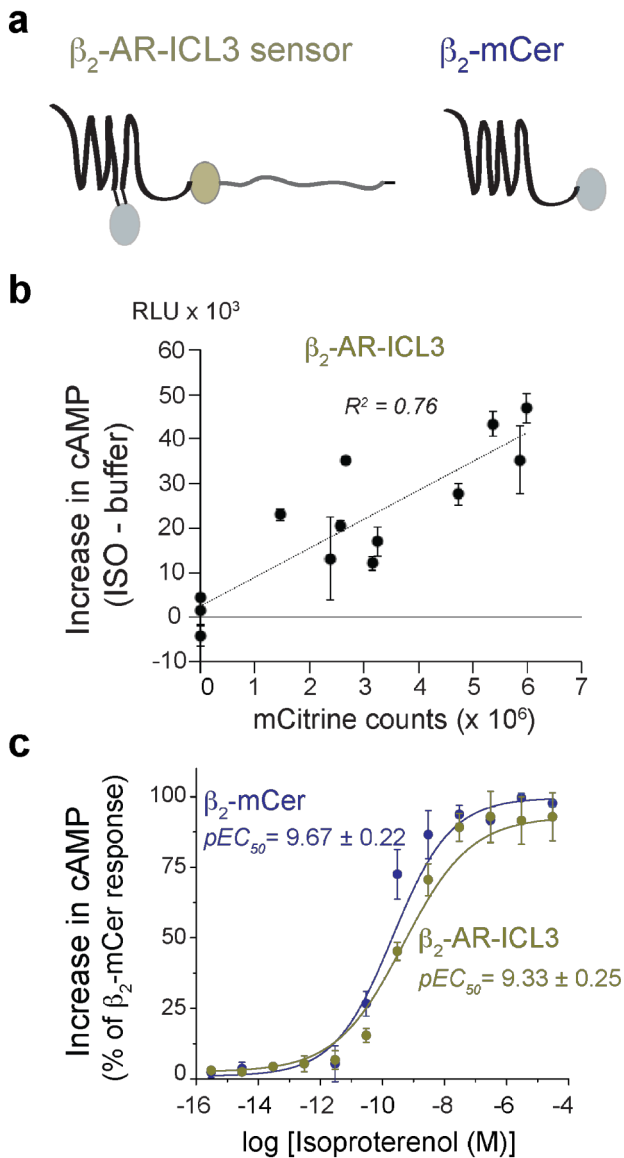 a
β₂-AR-ICL3 sensor
β₂-mCer
b
RLU x 10³
β₂-AR-ICL3
R² = 0.76
Increase in cAMP
(ISO - buffer)
60
50
40
30
20
10
0
-10
0 1 2 3 4 5 6 7
mCitrine counts (x 10⁶)
c
Increase in cAMP
(% of β₂-mCer response)
100
75
50
25
0
β₂-mCer
pEC₅₀ = 9.67 ± 0.22
β₂-AR-ICL3
pEC₅₀= 9.33 ± 0.25
-16 -14 -12 -10 -8 -6 -4
log [Isoproterenol (M)]